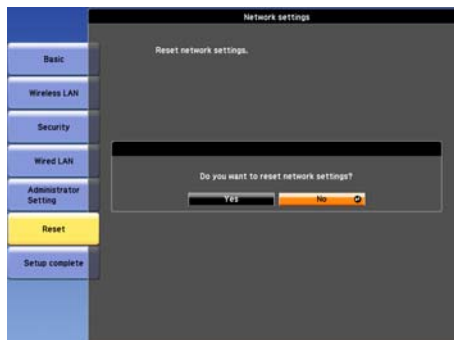 Network settings
Reset network settings.
Basic
Wireless LAN
Security
Wired LAN
Administrator
Setting
Reset
Setup complete
Do you want to reset network settings?
Yes
No